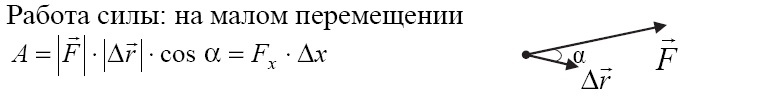 Работа силы: на малом перемещении
A = |F⃗| · |Δr⃗| · cos α = Fₓ · Δx
α
F⃗
Δr⃗